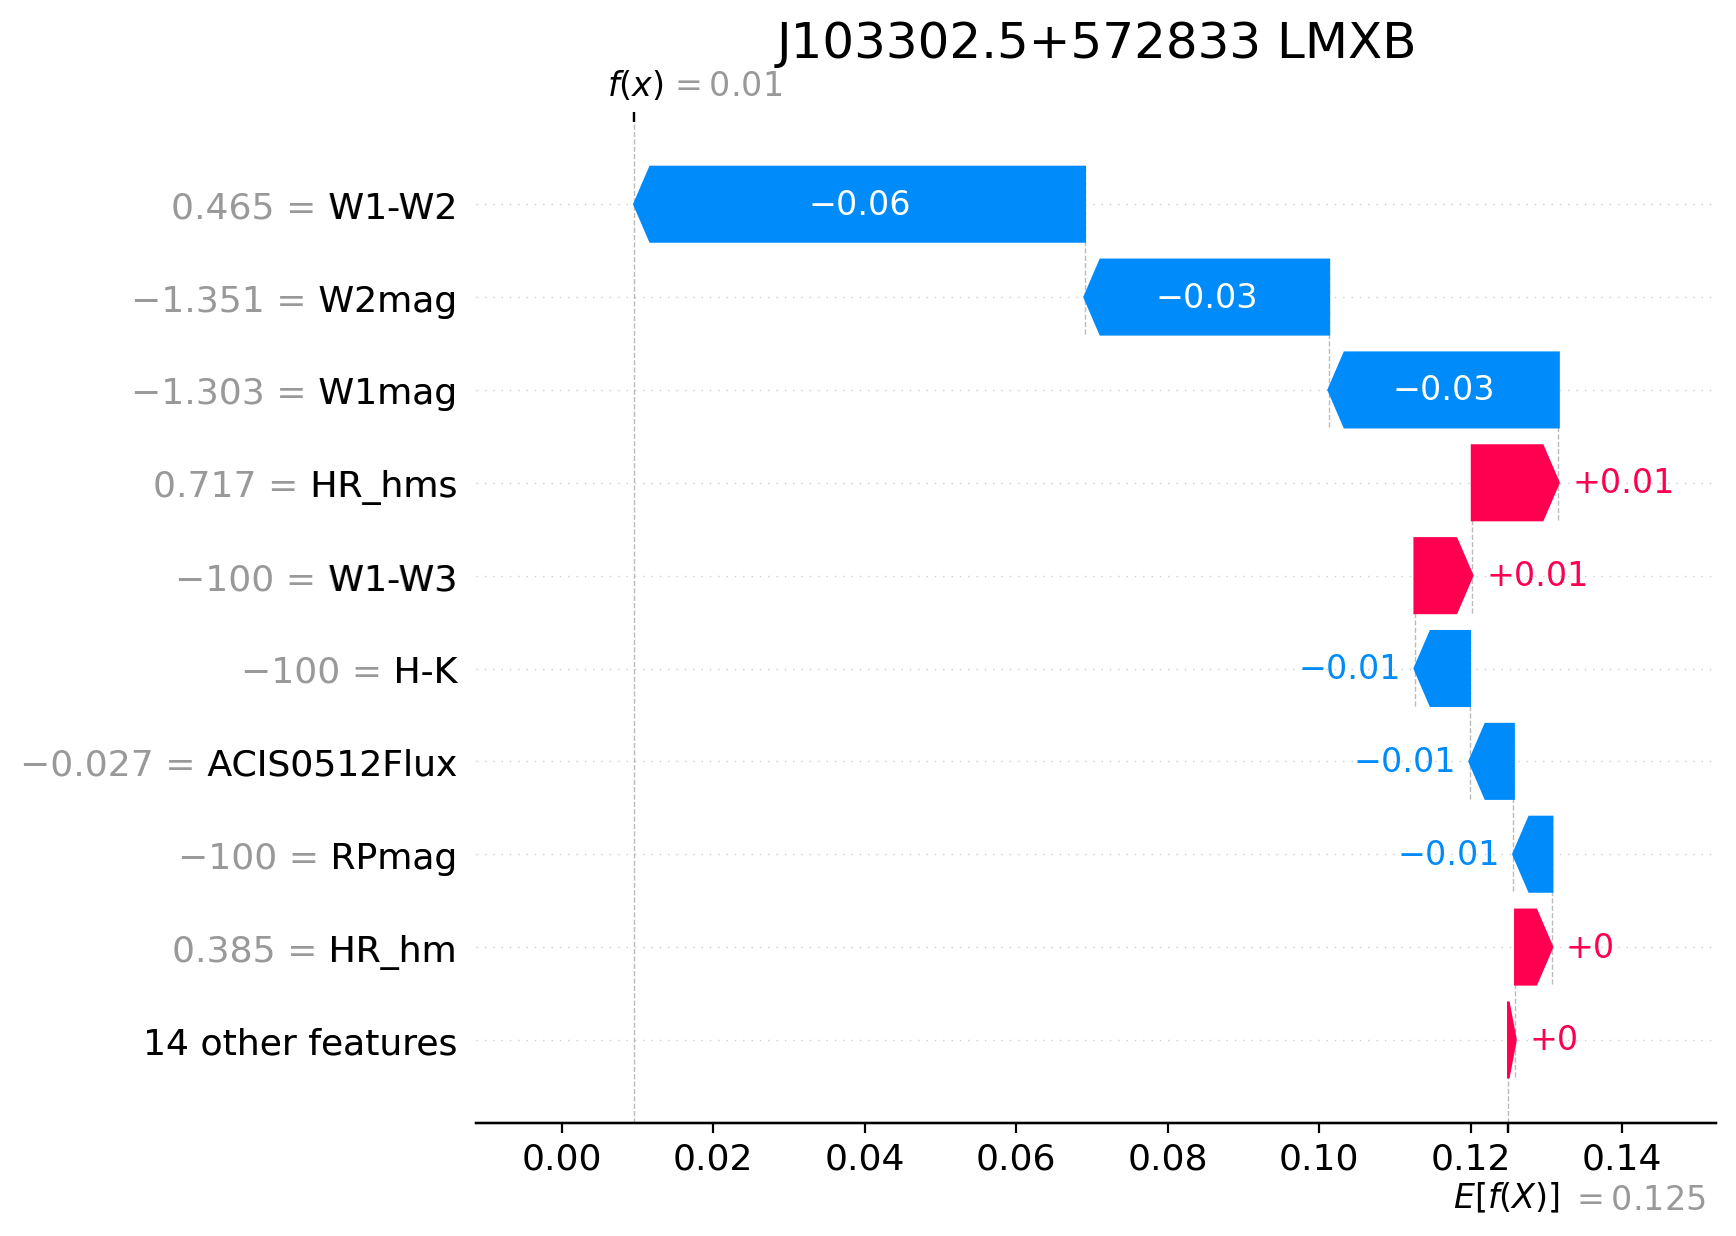 J103302.5+572833 LMXB
f(x) = 0.01
0.465 = W1-W2
−0.06
−1.351 = W2mag
−0.03
−1.303 = W1mag
−0.03
0.717 = HR_hms
+0.01
−100 = W1-W3
+0.01
−100 = H-K
−0.01
−0.027 = ACIS0512Flux
−0.01
−100 = RPmag
−0.01
0.385 = HR_hm
+0
14 other features
+0
0.00 0.02 0.04 0.06 0.08 0.10 0.12 0.14
E[f(X)] = 0.125